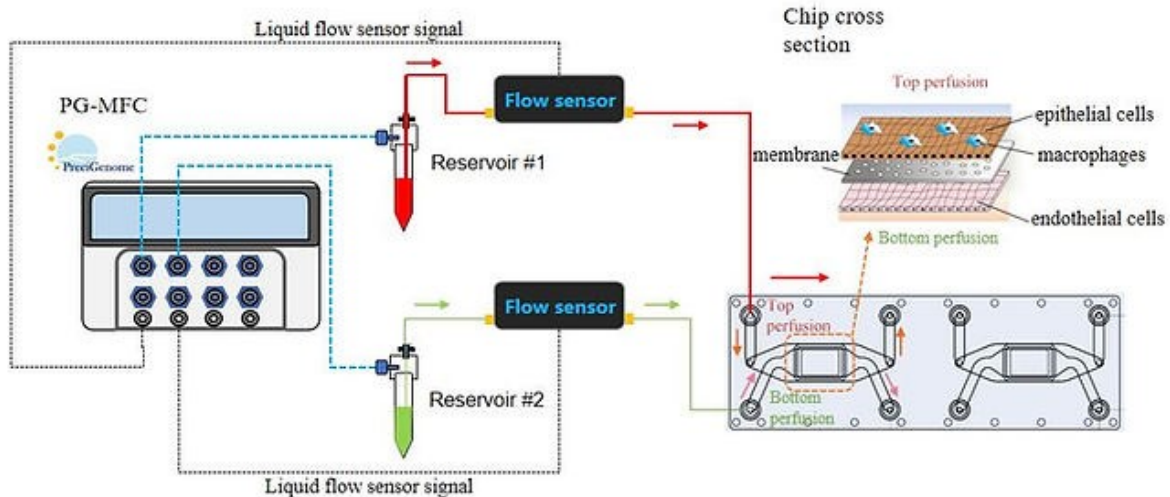 Liquid flow sensor signal
Chip cross
section
PG-MFC
PreciGenome
Flow sensor
Reservoir #1
Top perfusion
epithelial cells
membrane
macrophages
endothelial cells
Bottom perfusion
Flow sensor
Reservoir #2
Top
perfusion
Bottom
perfusion
Liquid flow sensor signal